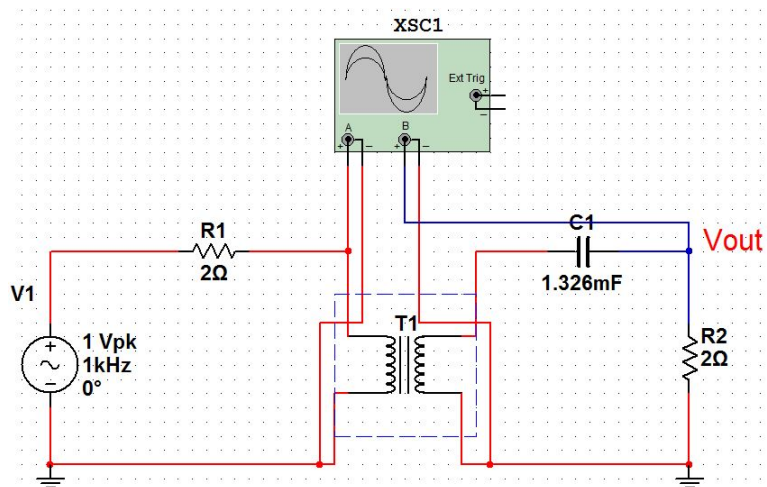 XSC1
Ext Trig
+
−
A
B
+ −
+ −
R1
2Ω
C1
1.326mF
Vout
V1
1 Vpk
1kHz
0°
+
−
T1
R2
2Ω